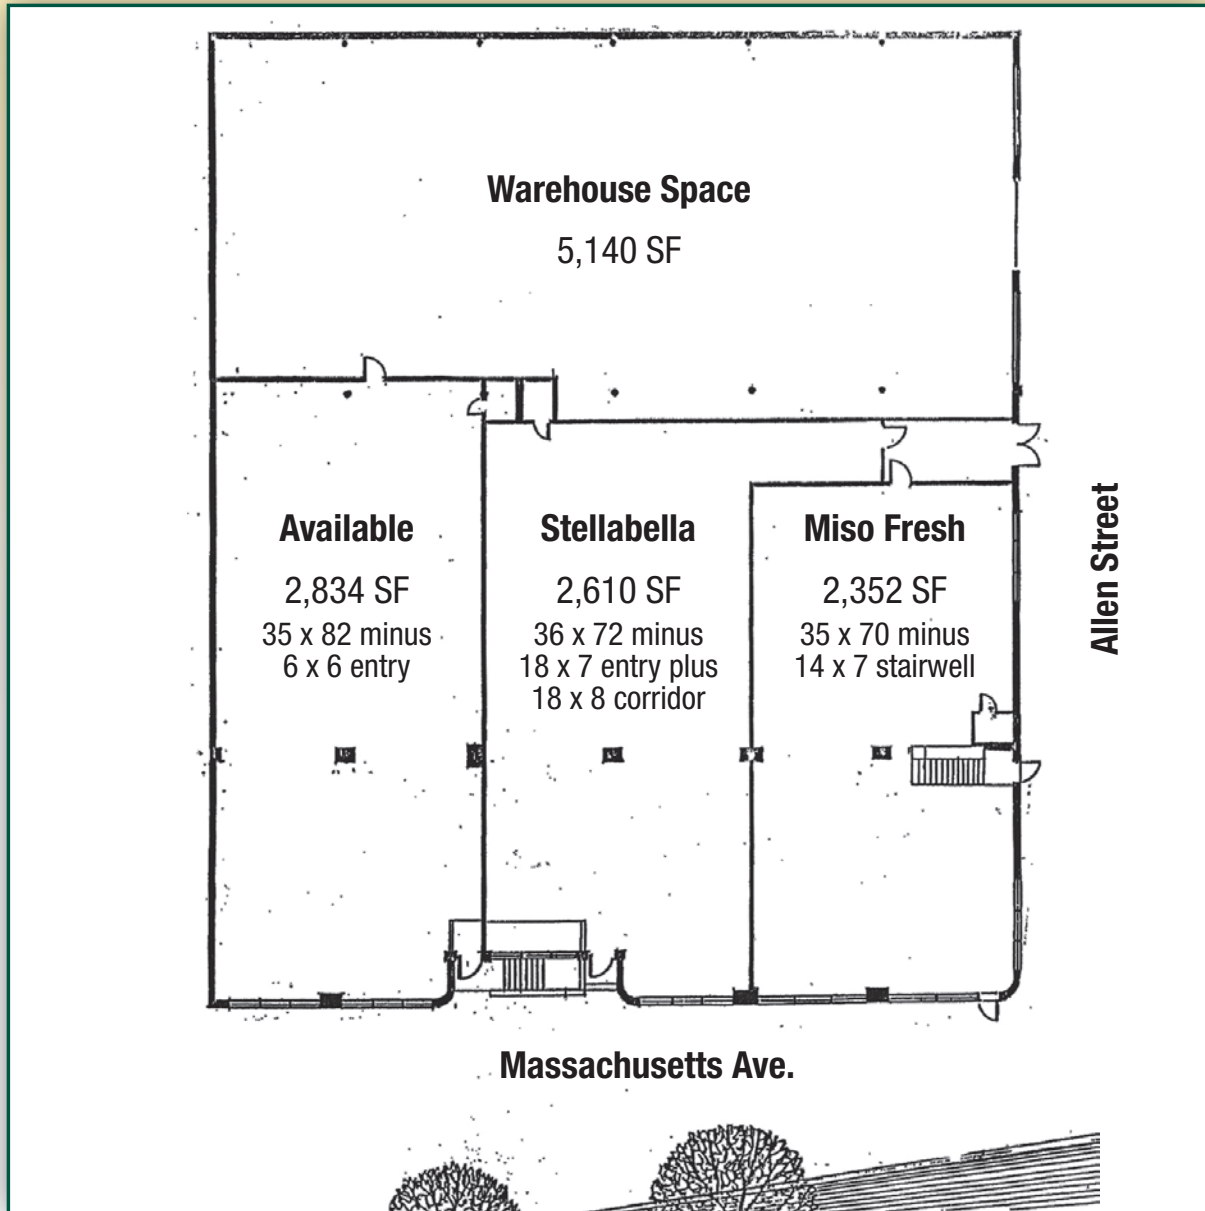 Warehouse Space
5,140 SF
Available
2,834 SF
35 x 82 minus
6 x 6 entry
Stellabella
2,610 SF
36 x 72 minus
18 x 7 entry plus
18 x 8 corridor
Miso Fresh
2,352 SF
35 x 70 minus
14 x 7 stairwell
Allen Street
Massachusetts Ave.